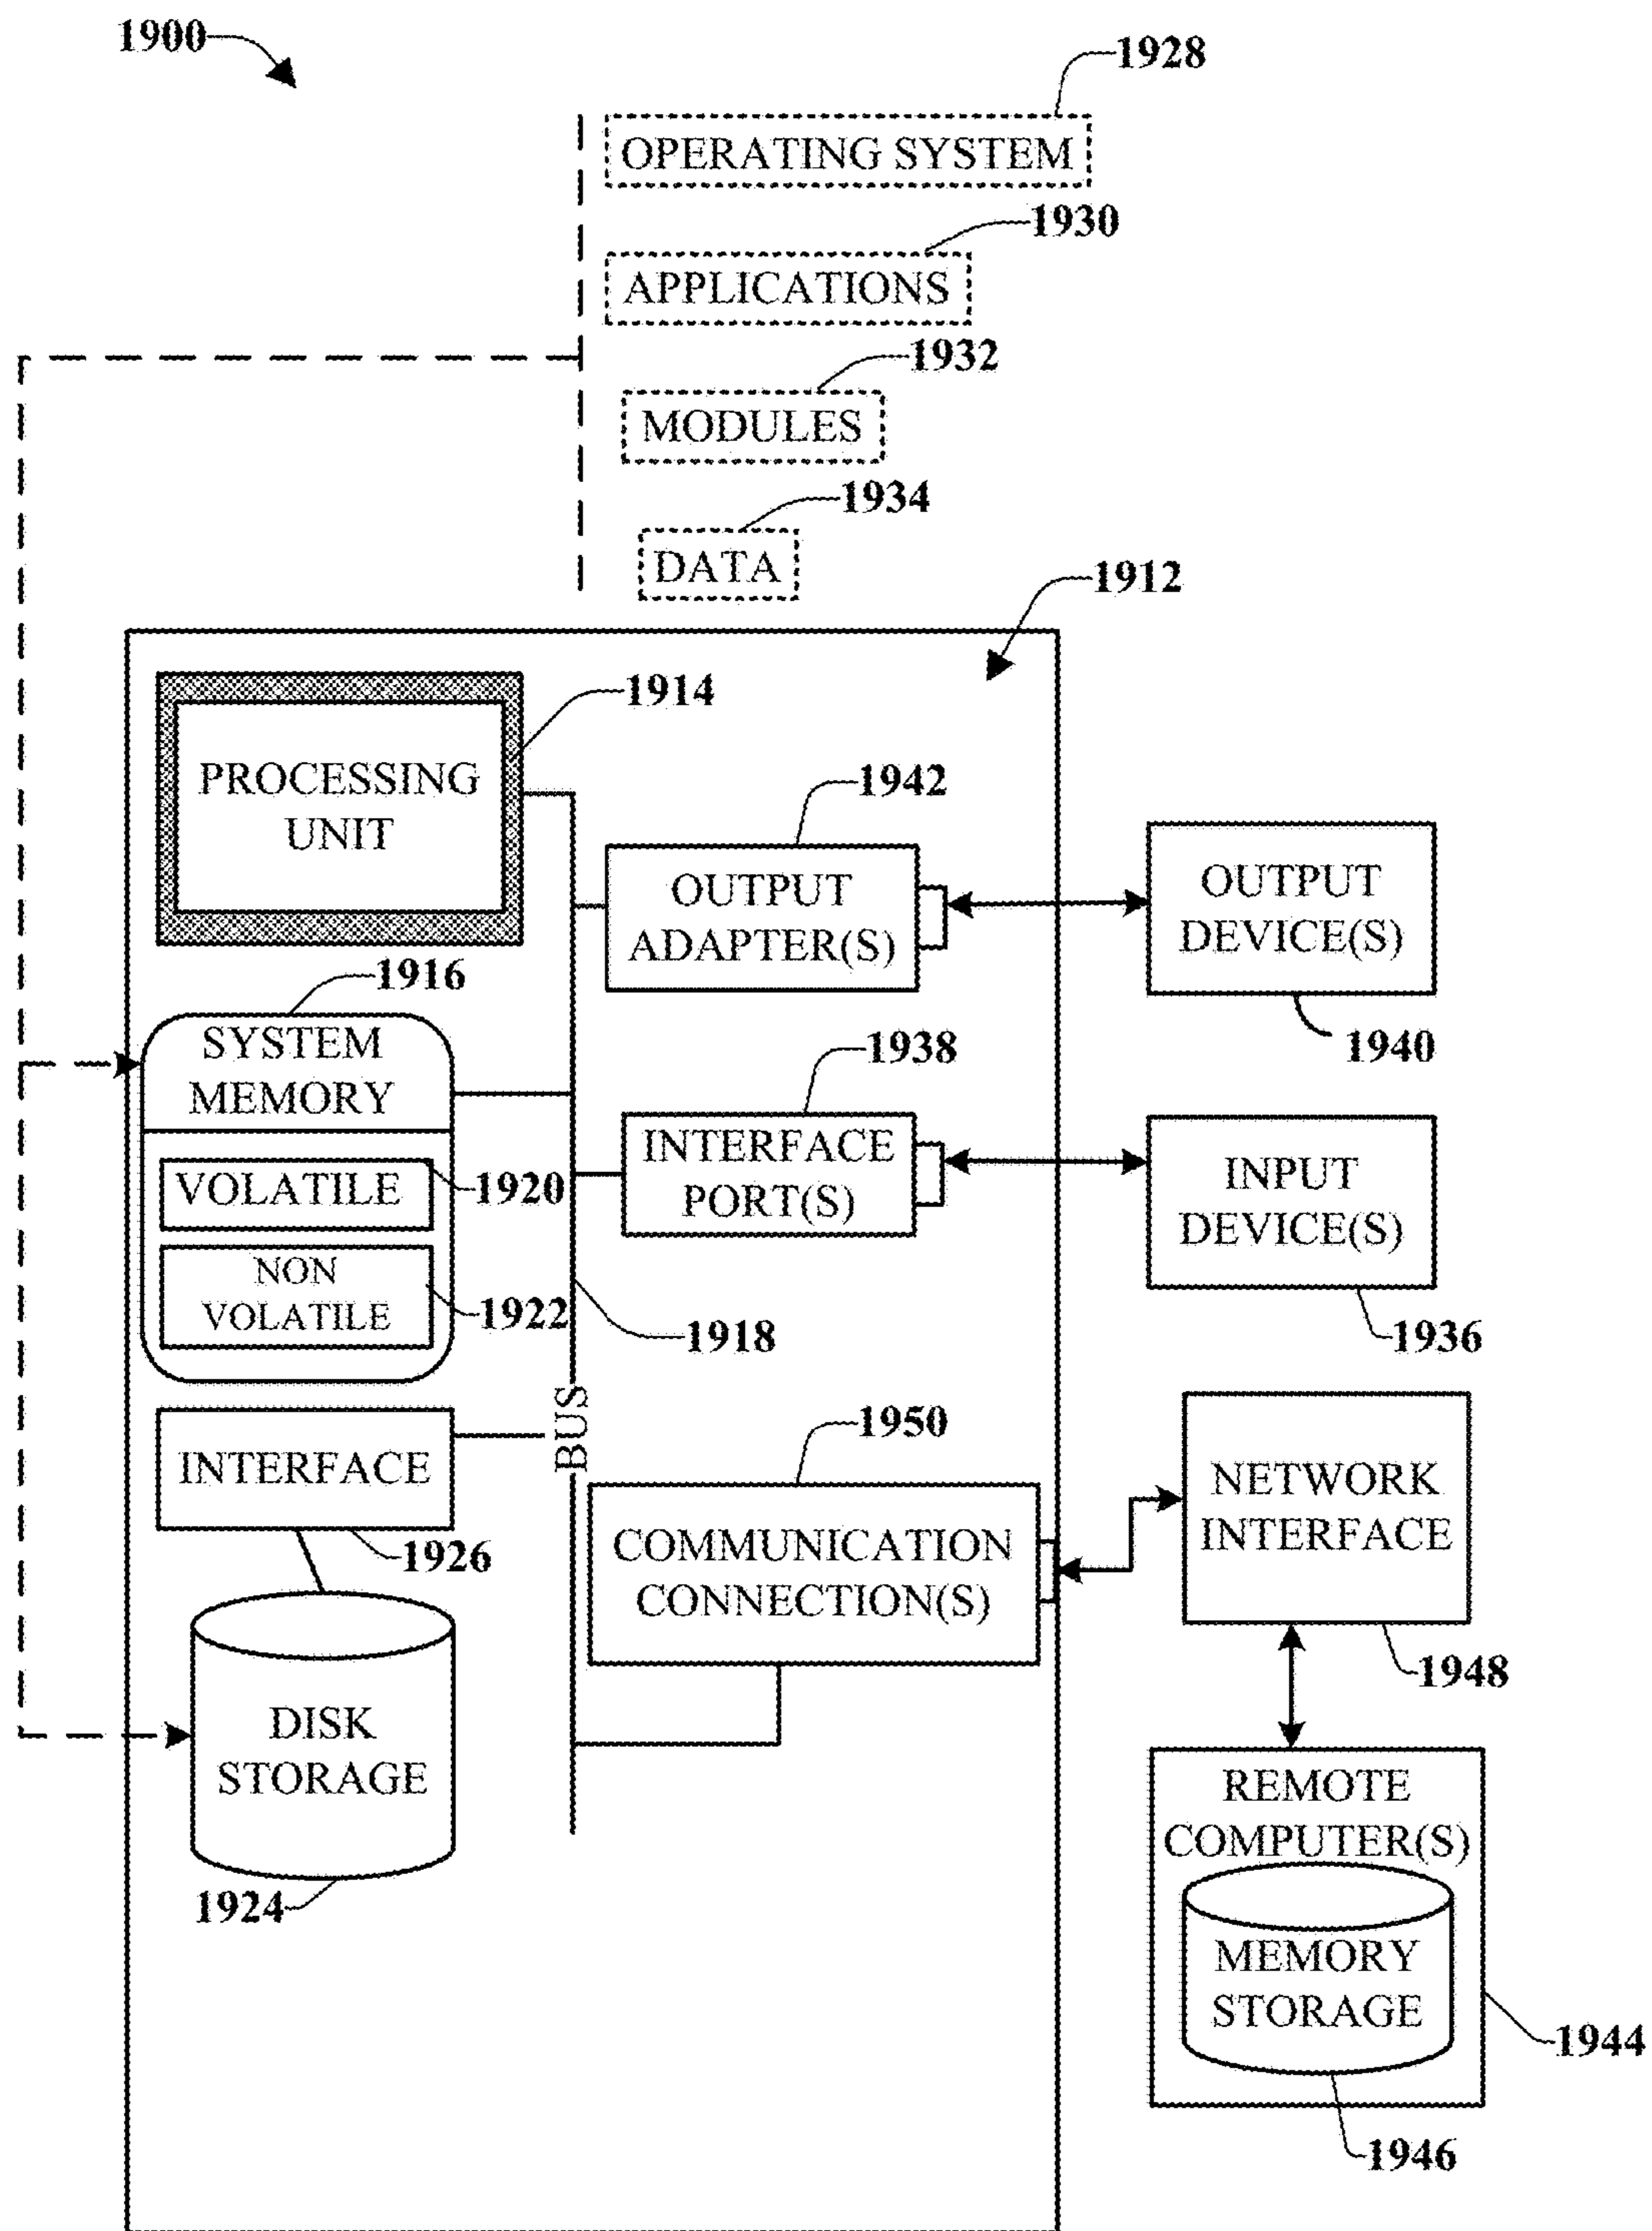 1900
1928
OPERATING SYSTEM
1930
APPLICATIONS
1932
MODULES
1934
DATA
1912
1914
PROCESSING
UNIT
1942
OUTPUT
ADAPTER(S)
OUTPUT
DEVICE(S)
1940
1916
SYSTEM
MEMORY
VOLATILE
1920
NON
VOLATILE
1922
1938
INTERFACE
PORT(S)
INPUT
DEVICE(S)
1936
1918
BUS
INTERFACE
1926
1950
COMMUNICATION
CONNECTION(S)
NETWORK
INTERFACE
1948
DISK
STORAGE
1924
REMOTE
COMPUTER(S)
MEMORY
STORAGE
1944
1946